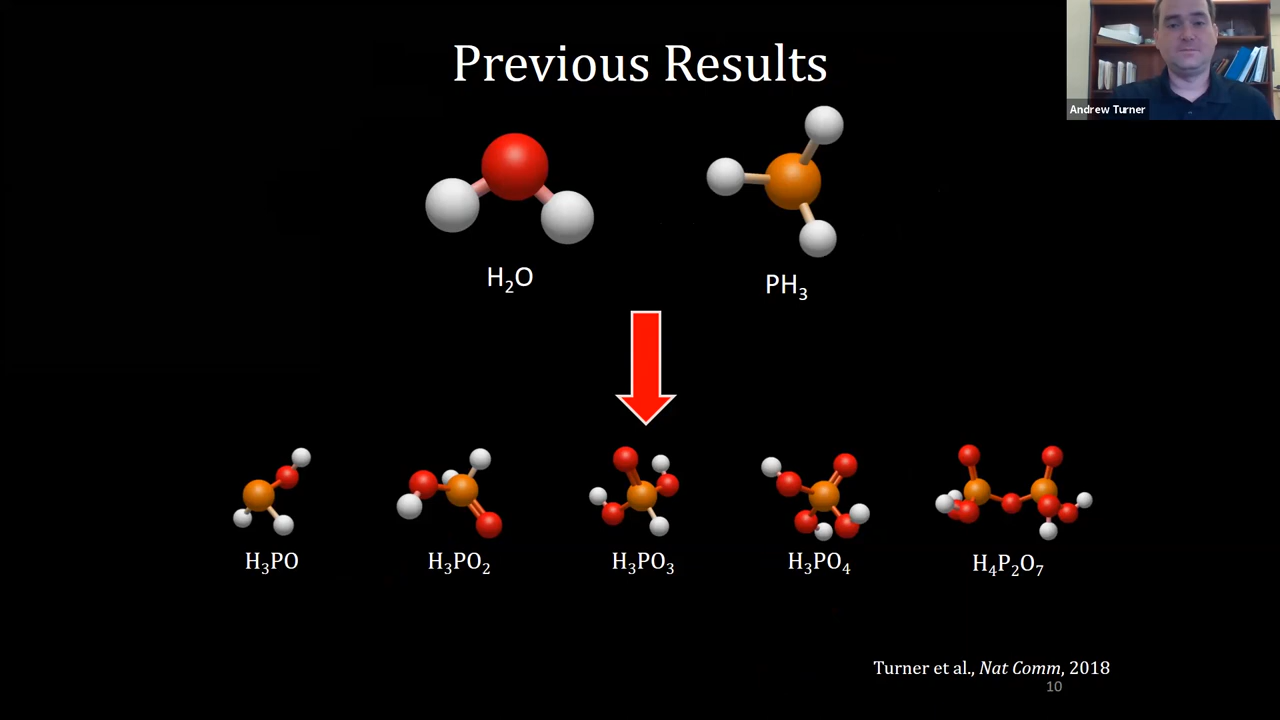 Previous Results
Andrew Turner
H₂O
PH₃
H₃PO
H₃PO₂
H₃PO₃
H₃PO₄
H₄P₂O₇
Turner et al., Nat Comm, 2018
10